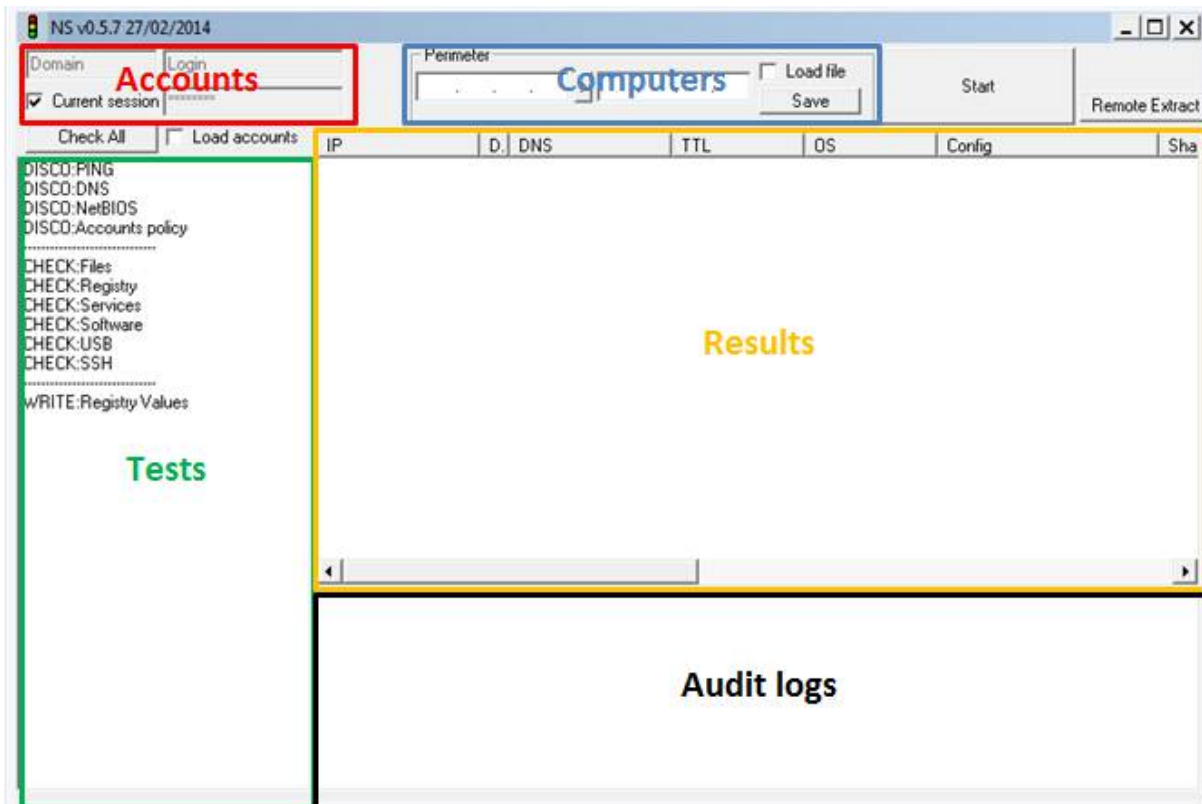 NS v0.5.7 27/02/2014
Domain Login
Accounts
Current session ********
Perimeter
. . . . . .
Computers
Load file
Save
Start
Remote Extract
Check All Load accounts
IP D. DNS TTL OS Config Sha
DISCO:PING
DISCO:DNS
DISCO:NetBIOS
DISCO:Accounts policy
--------------------------------
CHECK:Files
CHECK:Registry
CHECK:Services
CHECK:Software
CHECK:USB
CHECK:SSH
--------------------------------
WRITE:Registry Values
Tests
Results
Audit logs